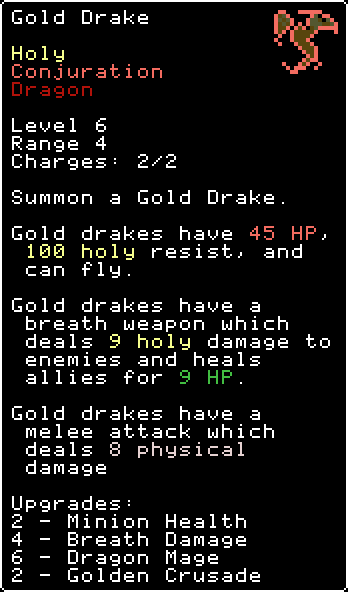 Gold Drake
Holy
Conjuration
Dragon
Level 6
Range 4
Charges: 2/2
Summon a Gold Drake.
Gold drakes have 45 HP,
100 holy resist, and
can fly.
Gold drakes have a
breath weapon which
deals 9 holy damage to
enemies and heals
allies for 9 HP.
Gold drakes have a
melee attack which
deals 8 physical
damage
Upgrades:
2 - Minion Health
4 - Breath Damage
6 - Dragon Mage
2 - Golden Crusade